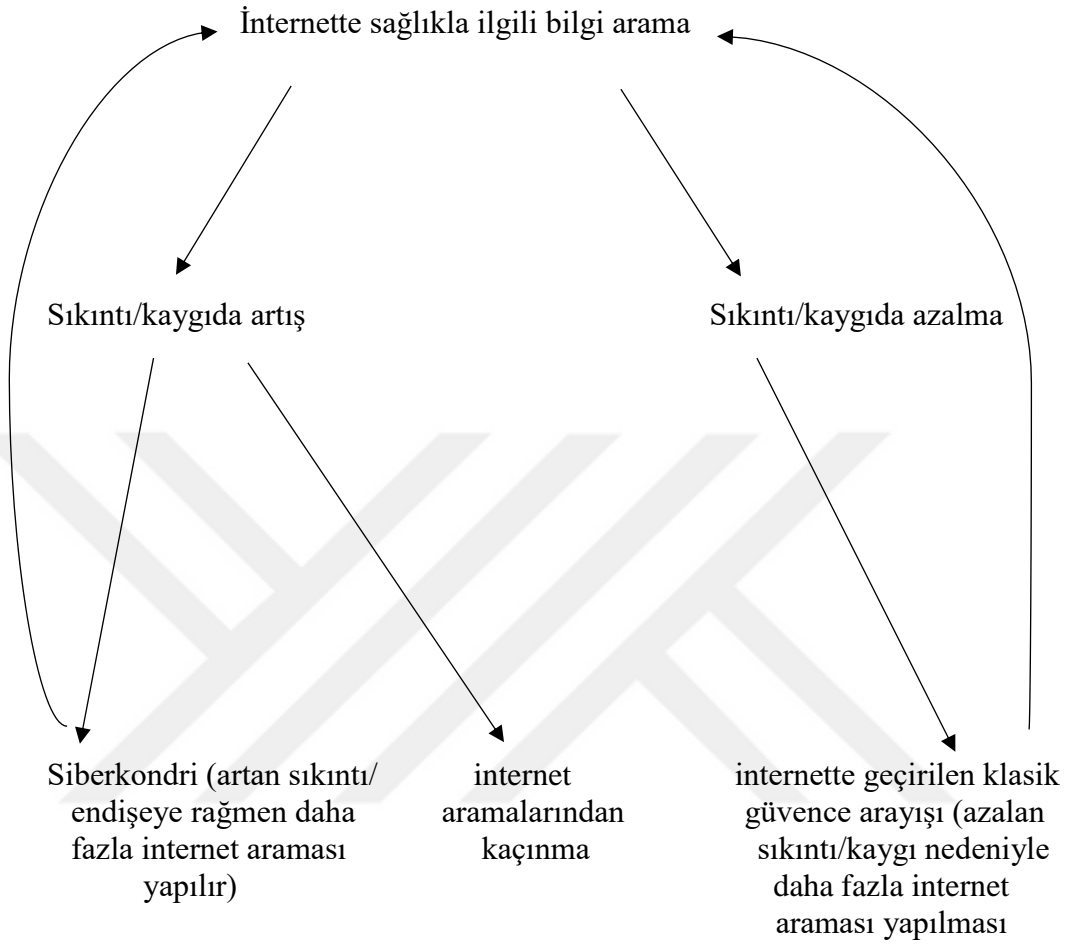 İnternette sağlıkla ilgili bilgi arama
Sıkıntı/kaygıda artış
Sıkıntı/kaygıda azalma
Siberkondri (artan sıkıntı/
endişeye rağmen daha
fazla internet araması
yapılır)
internet
aramalarından
kaçınma
internette geçirilen klasik
güvence arayışı (azalan
sıkıntı/kaygı nedeniyle
daha fazla internet
araması yapılması